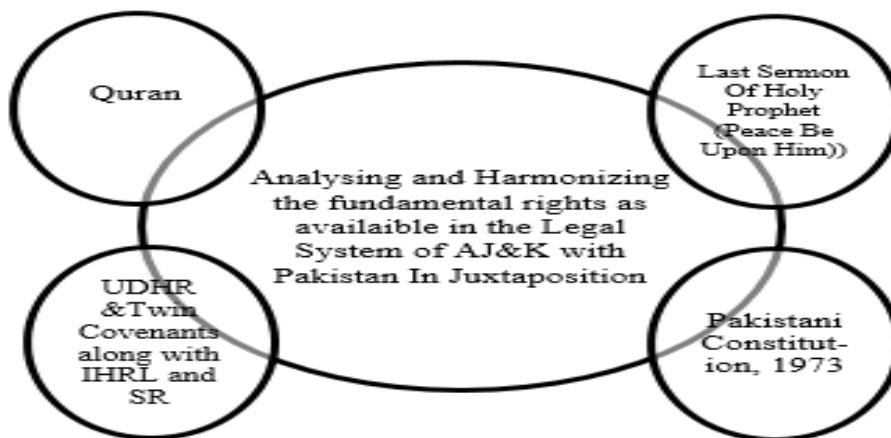 Quran
Last Sermon
Of Holy
Prophet
(Peace Be
Upon Him))
Analysing and Harmonizing
the fundamental rights as
availaible in the Legal
System of AJ&K with
Pakistan In Juxtaposition
UDHR
&Twin
Covenants
along with
IHRL and
SR
Pakistani
Constitut-
ion, 1973